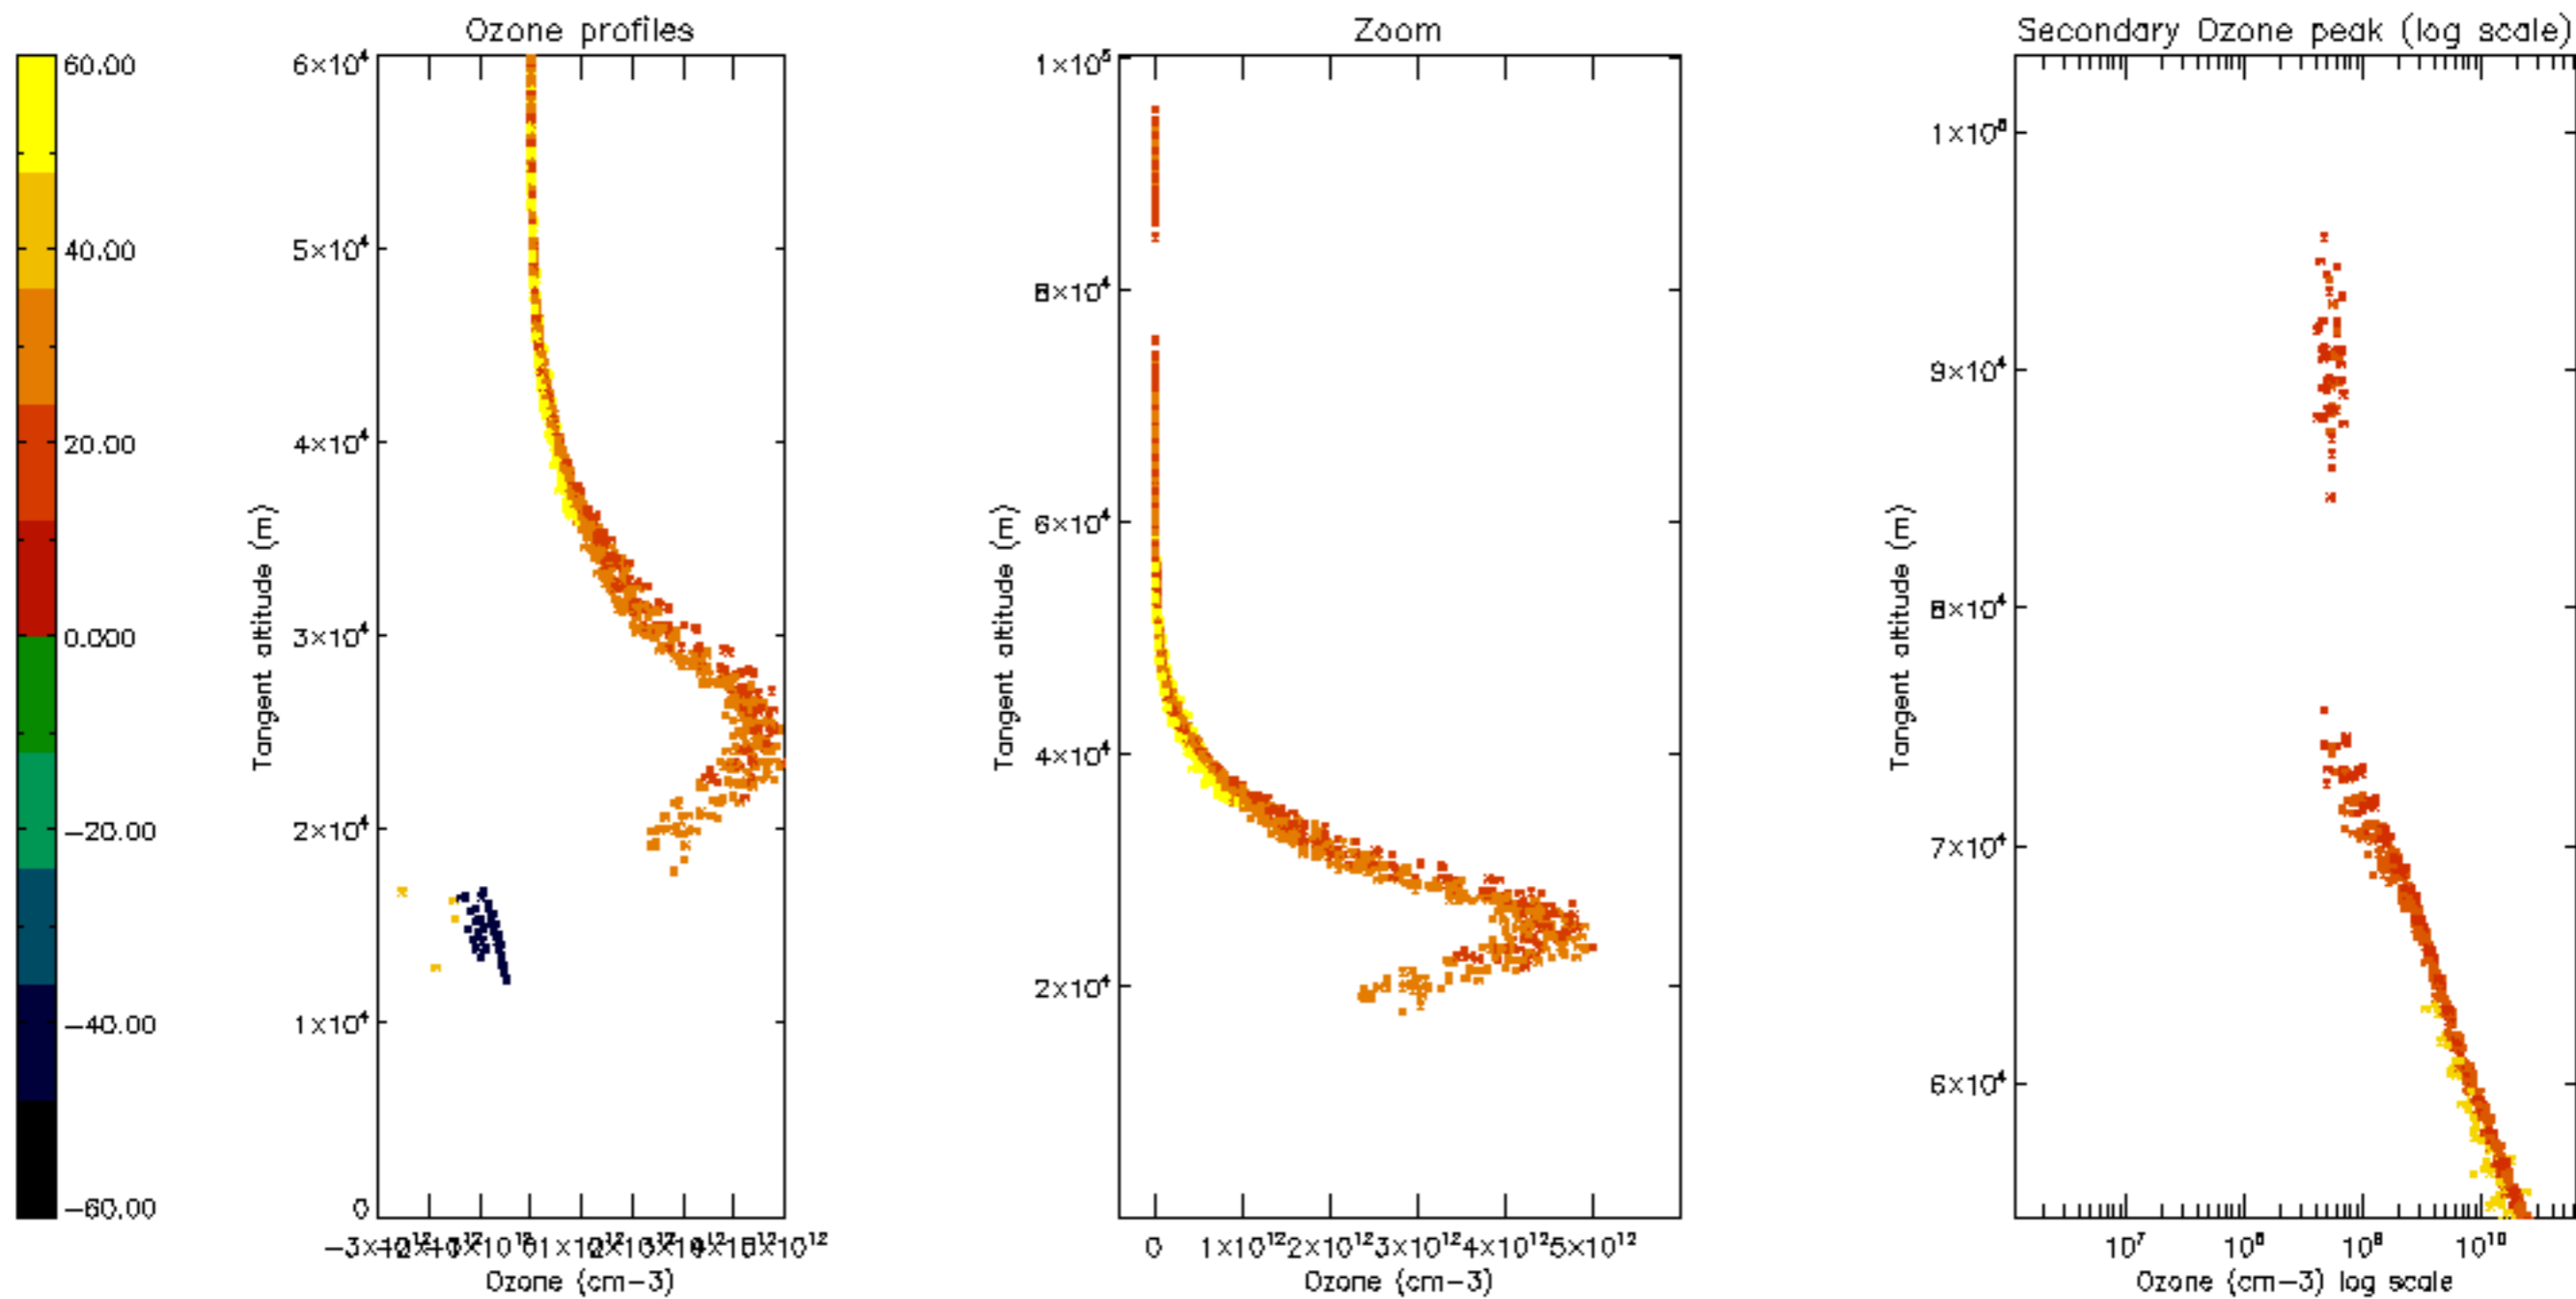 Ozone profiles
Zoom
Secondary Ozone peak (log scale)
60.00
40.00
20.00
0.000
−20.00
−40.00
−60.00
6×10⁴
5×10⁴
4×10⁴
3×10⁴
2×10⁴
1×10⁴
0
Tangent altitude (m)
Ozone (cm−3)
1×10⁵
8×10⁴
6×10⁴
4×10⁴
2×10⁴
Tangent altitude (m)
0 1×10¹² 2×10¹² 3×10¹² 4×10¹² 5×10¹²
Ozone (cm−3)
9×10⁴
8×10⁴
7×10⁴
6×10⁴
Tangent altitude (m)
10⁷ 10⁸ 10⁹ 10¹⁰
Ozone (cm−3) log scale